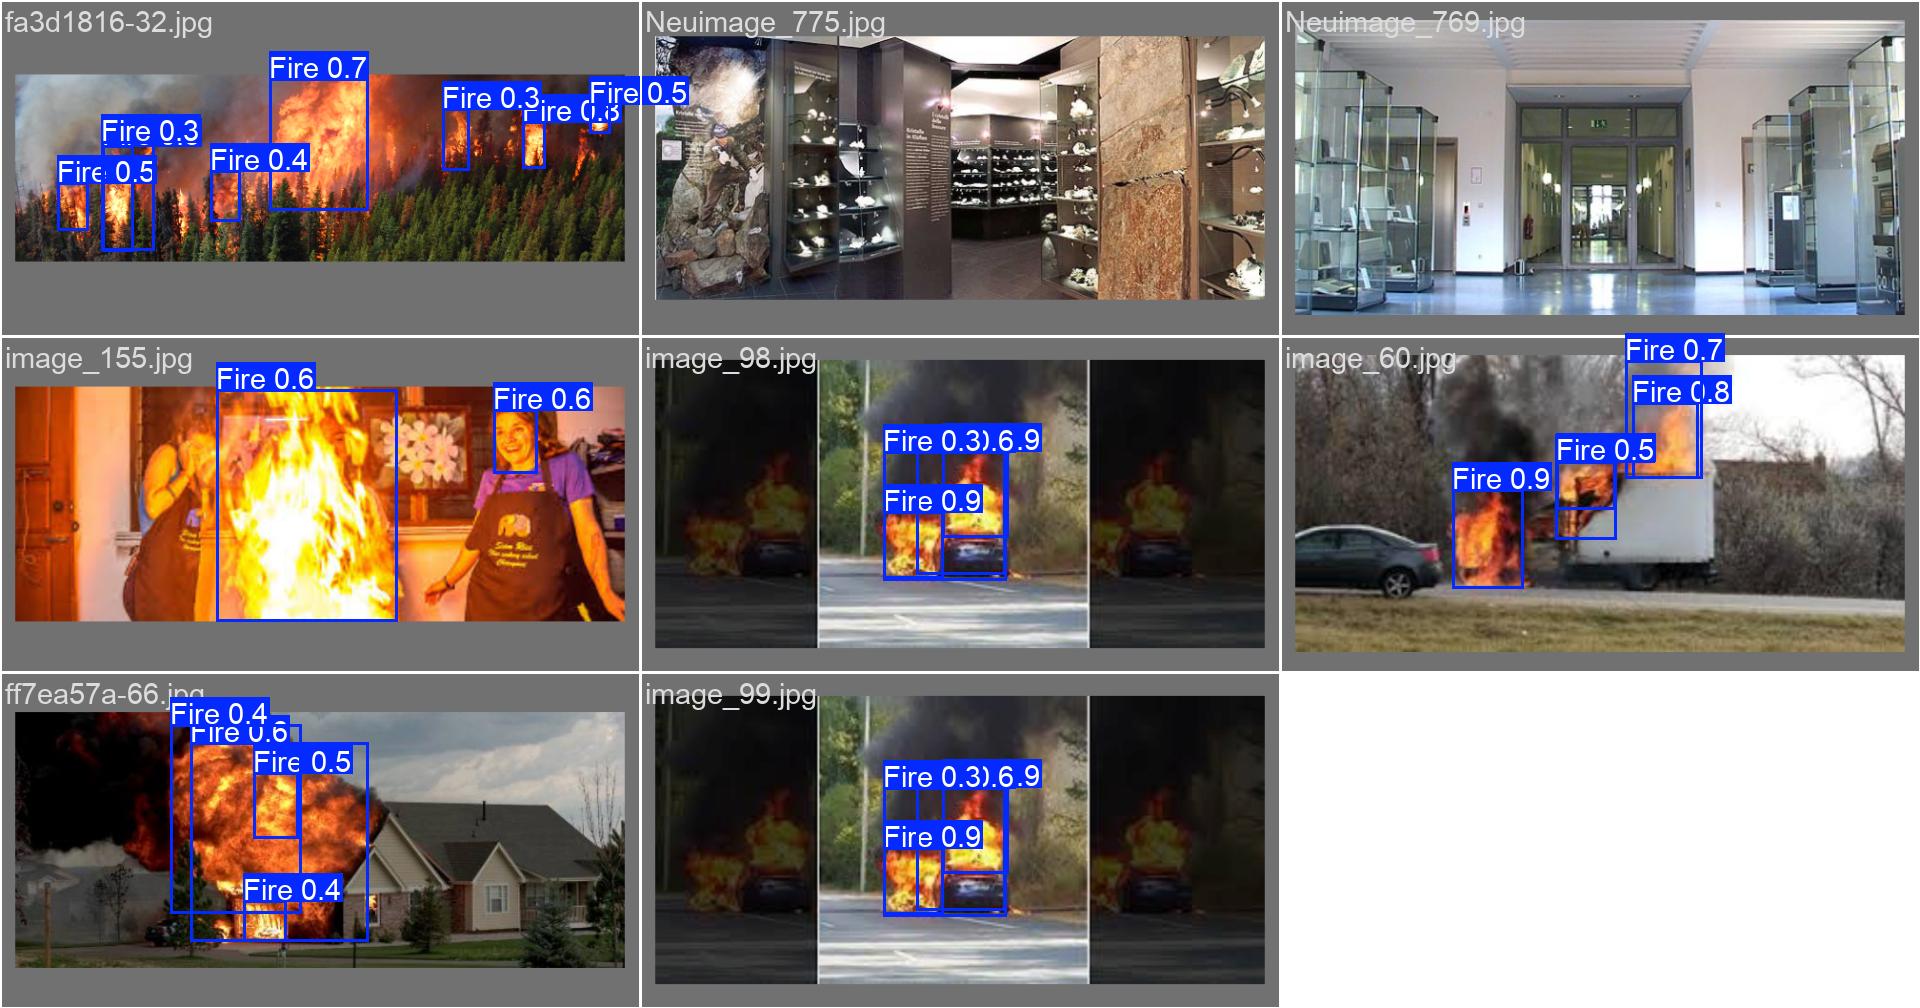 fa3d1816-32.jpg
Fire 0.7
Fire 0.3
Fire 0.8
Fire 0.5
Fire 0.3
Fire 0.4
Fire 0.5
Neuimage_775.jpg
Kristalle
in Klüften
Neuimage_769.jpg
image_155.jpg
Fire 0.6
Fire 0.6
image_98.jpg
Fire 0.3).6.9
Fire 0.9
image_60.jpg
Fire 0.7
Fire 0.8
Fire 0.5
Fire 0.9
ff7ea57a-66.jpg
Fire 0.4
Fire 0.6
Fire 0.5
Fire 0.4
image_99.jpg
Fire 0.3).6.9
Fire 0.9